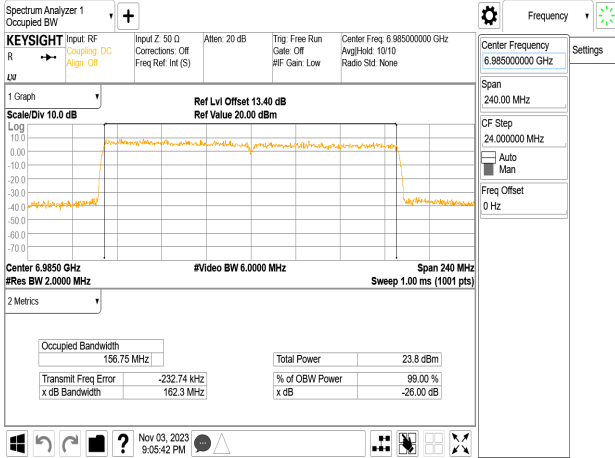 Spectrum Analyzer 1
Occupied BW
Frequency
KEYSIGHT
R
LXI
Input: RF
Coupling: DC
Align: Off
Input Z: 50 Ω
Corrections: Off
Freq Ref: Int (S)
Atten: 20 dB
Trig: Free Run
Gate: Off
#IF Gain: Low
Center Freq: 6.985000000 GHz
Avg|Hold: 10/10
Radio Std: None
Center Frequency
6.985000000 GHz
Settings
Span
240.00 MHz
CF Step
24.000000 MHz
Auto
Man
Freq Offset
0 Hz
1 Graph
Scale/Div 10.0 dB
Ref Lvl Offset 13.40 dB
Ref Value 20.00 dBm
Log
10.0
0.00
-10.0
-20.0
-30.0
-40.0
-50.0
-60.0
-70.0
Center 6.9850 GHz
#Res BW 2.0000 MHz
#Video BW 6.0000 MHz
Span 240 MHz
Sweep 1.00 ms (1001 pts)
2 Metrics
Occupied Bandwidth
156.75 MHz
Total Power 23.8 dBm
Transmit Freq Error -232.74 kHz
x dB Bandwidth 162.3 MHz
% of OBW Power 99.00 %
x dB -26.00 dB
Nov 03, 2023
9:05:42 PM